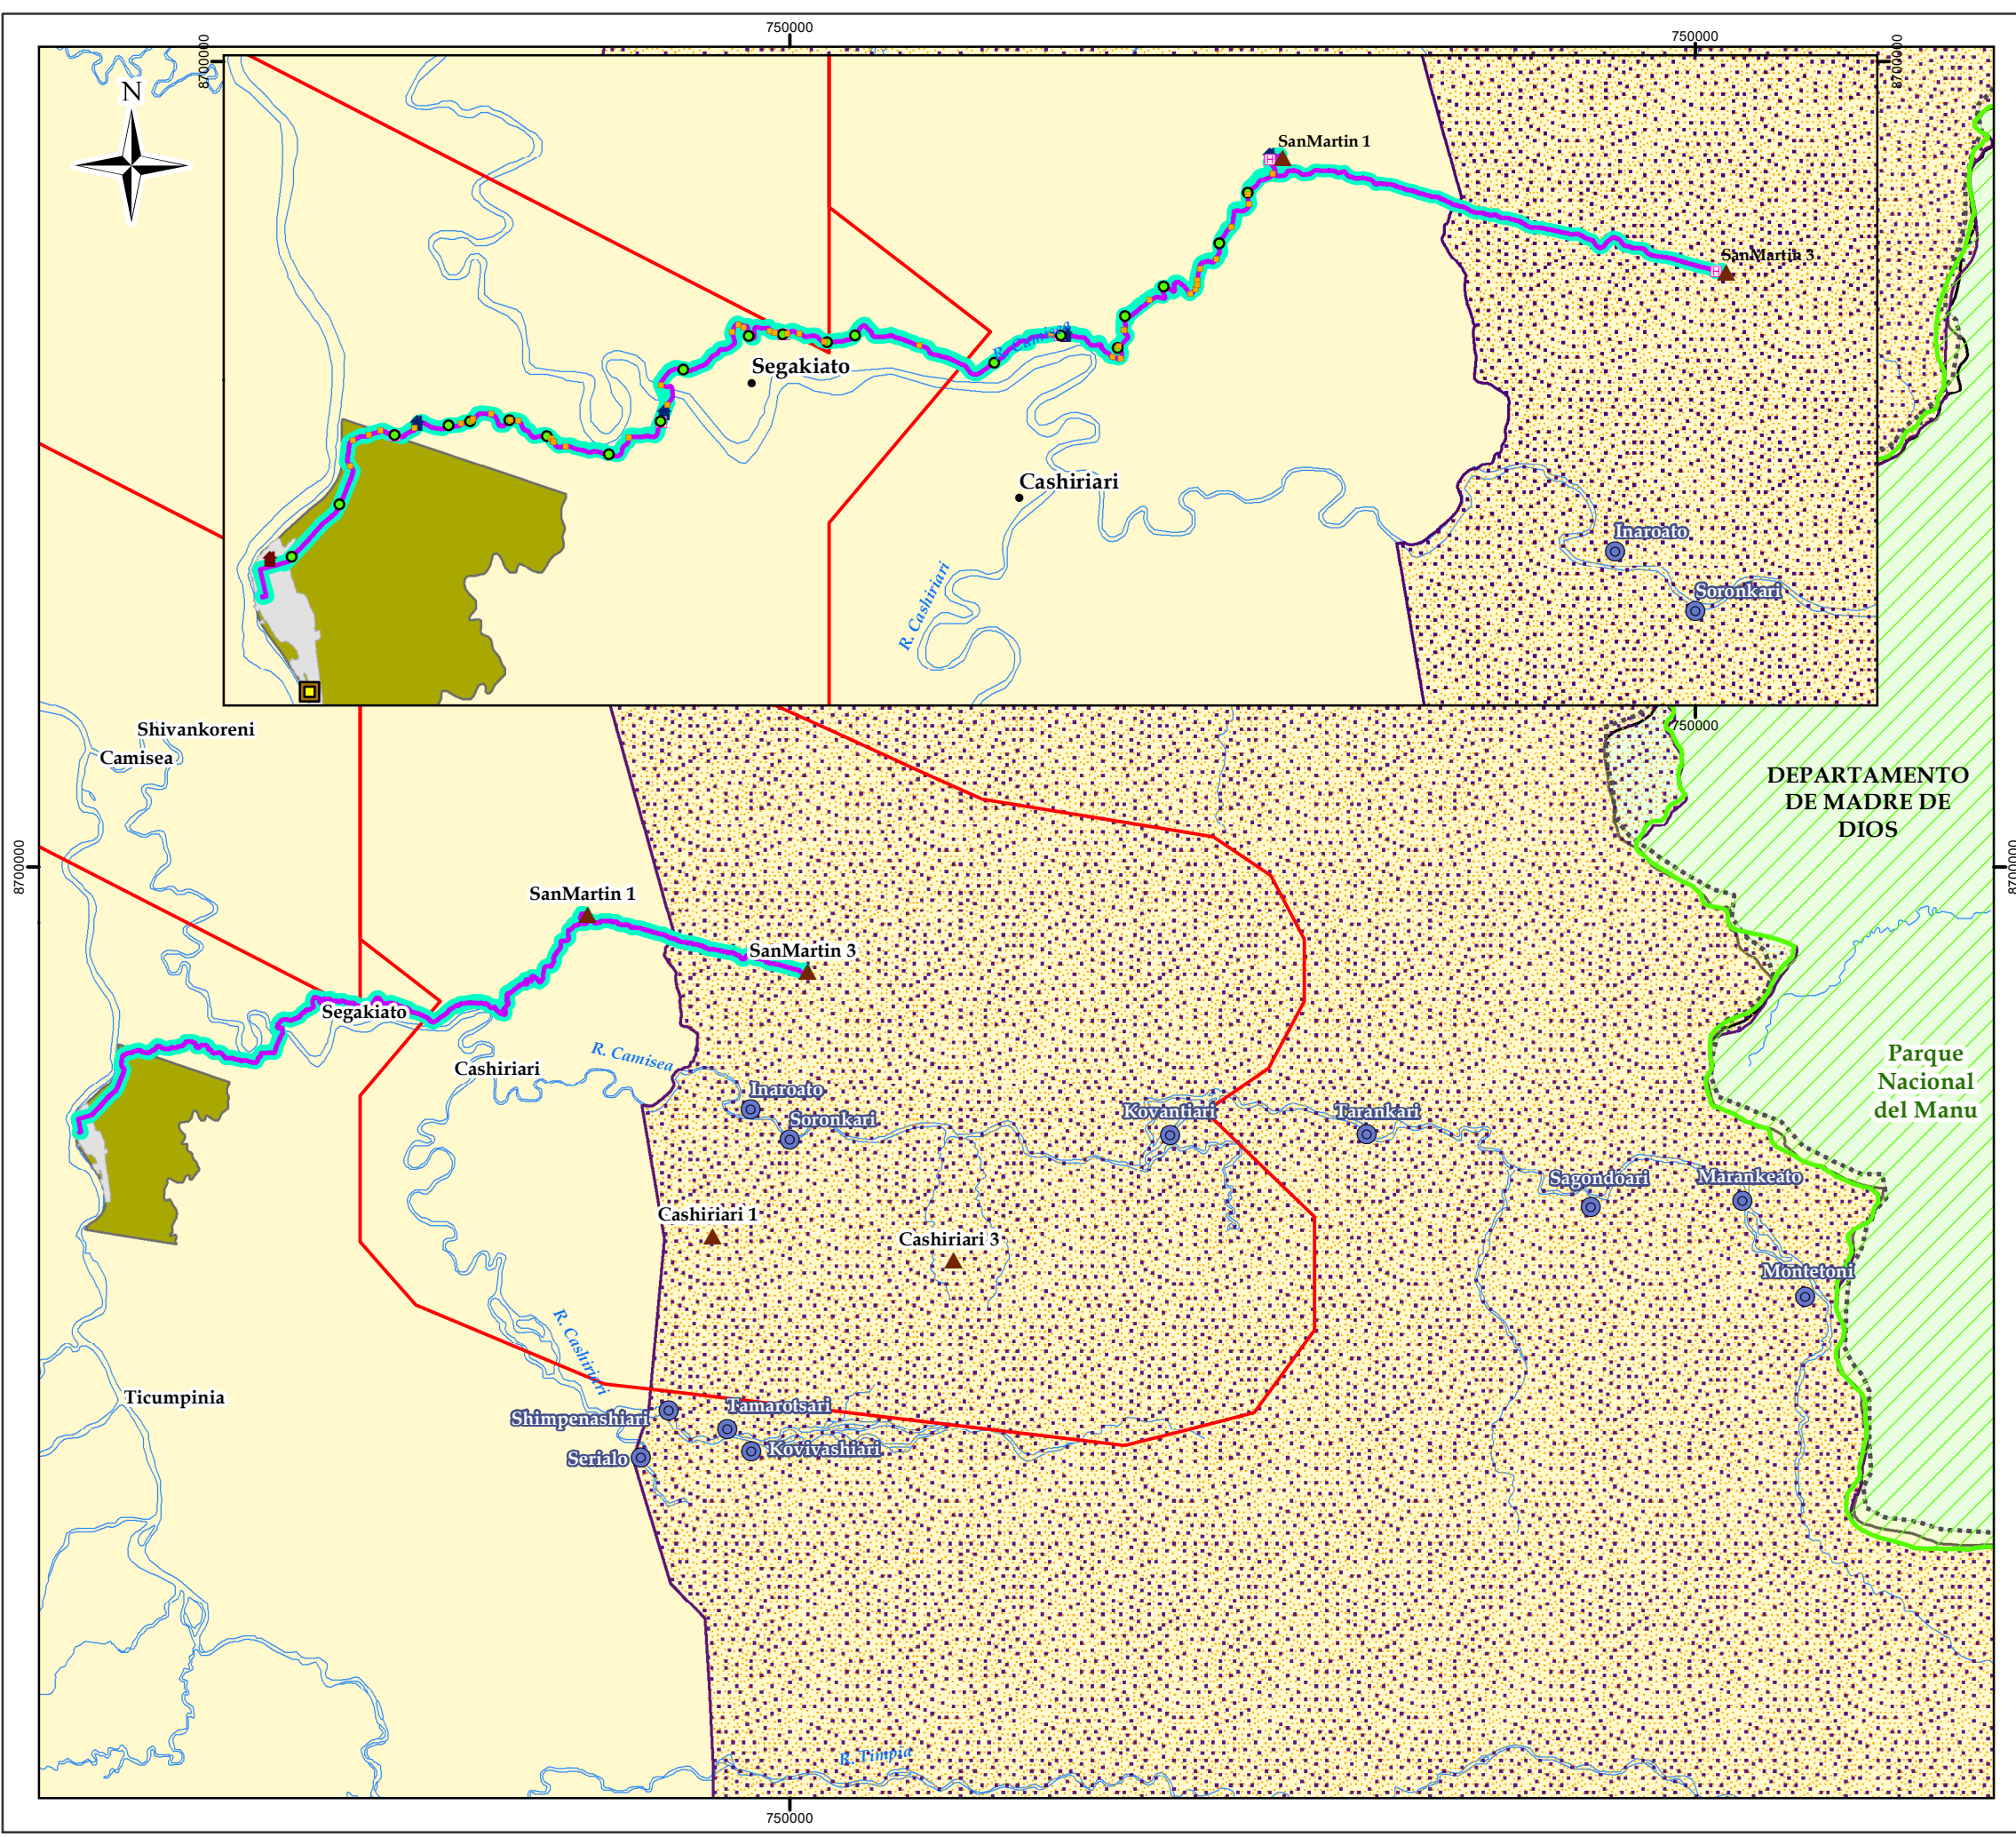 750000
750000
8700000
8700000
N
SanMartin 1
SanMartin 3
R. Camisea
Segakiato
Cashiriari
R. Cashiriari
Inaroato
Soronkari
750000
Shivankoreni
Camisea
DEPARTAMENTO
DE MADRE DE
DIOS
8700000
8700000
SanMartin 1
SanMartin 3
Segakiato
R. Camisea
Cashiriari
Parque
Nacional
del Manu
Inaroato
Soronkari
Kovantiari
Tarankari
Sagondoari
Marankeato
Cashiriari 1
Cashiriari 3
Montetoni
R. Cashiriari
Ticumpinia
Tamarotsari
Shimpenashiari
Kovivashiari
Serialo
R. Timpia
750000